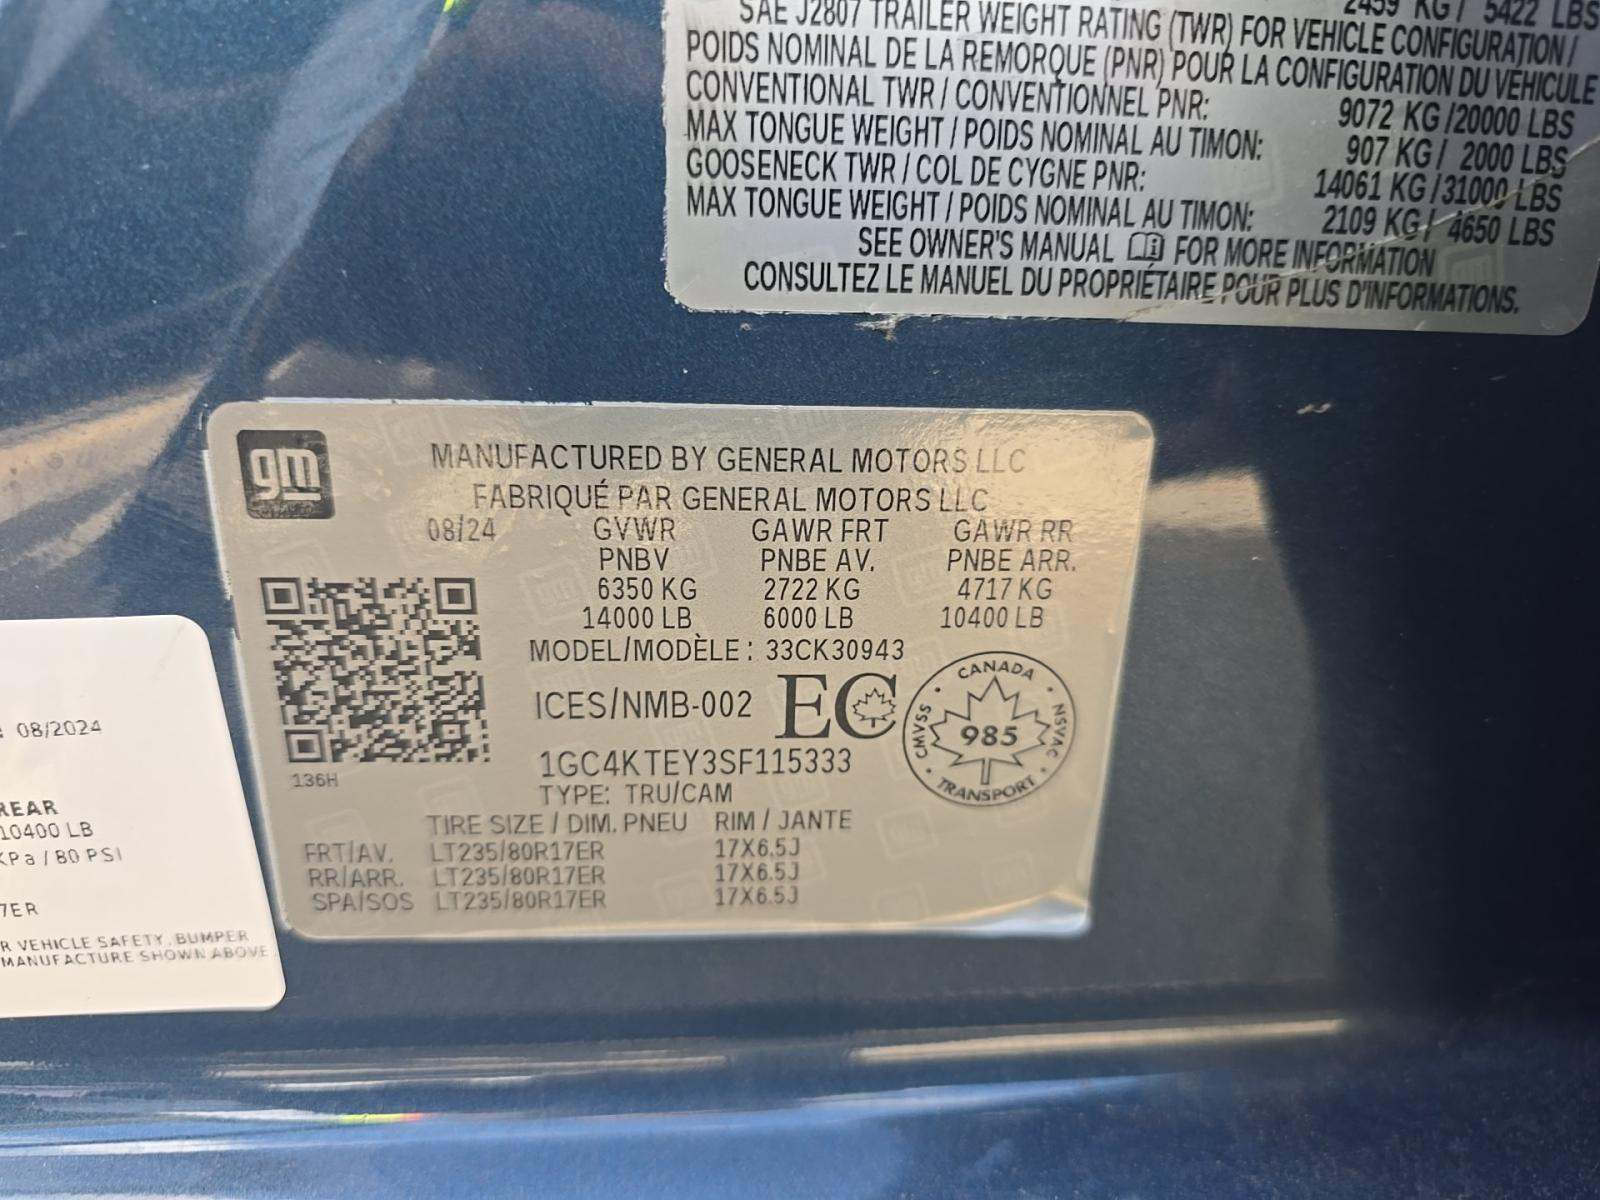 2459 KG / 5422 LBS
SAE J2807 TRAILER WEIGHT RATING (TWR) FOR VEHICLE CONFIGURATION /
POIDS NOMINAL DE LA REMORQUE (PNR) POUR LA CONFIGURATION DU VEHICULE
CONVENTIONAL TWR / CONVENTIONNEL PNR: 9072 KG / 20000 LBS
MAX TONGUE WEIGHT / POIDS NOMINAL AU TIMON: 907 KG / 2000 LBS
GOOSENECK TWR / COL DE CYGNE PNR: 14061 KG / 31000 LBS
MAX TONGUE WEIGHT / POIDS NOMINAL AU TIMON: 2109 KG / 4650 LBS
SEE OWNER'S MANUAL FOR MORE INFORMATION
CONSULTEZ LE MANUEL DU PROPRIÉTAIRE POUR PLUS D'INFORMATIONS.
gm
MANUFACTURED BY GENERAL MOTORS LLC
FABRIQUÉ PAR GENERAL MOTORS LLC
08/24 GVWR GAWR FRT GAWR RR
PNBV PNBE AV. PNBE ARR.
6350 KG 2722 KG 4717 KG
14000 LB 6000 LB 10400 LB
MODEL/MODÈLE: 33CK30943
ICES/NMB-002 EC
CANADA
CMVSS 985 NSVAC
TRANSPORT
136H
1GC4KTEY3SF115333
TYPE: TRU/CAM
TIRE SIZE / DIM. PNEU RIM / JANTE
FRT/AV. LT235/80R17ER 17X6.5J
RR/ARR. LT235/80R17ER 17X6.5J
SPA/SOS LT235/80R17ER 17X6.5J
: 08/2024
REAR
10400 LB
KPa / 80 PSI
7ER
R VEHICLE SAFETY, BUMPER
MANUFACTURE SHOWN ABOVE